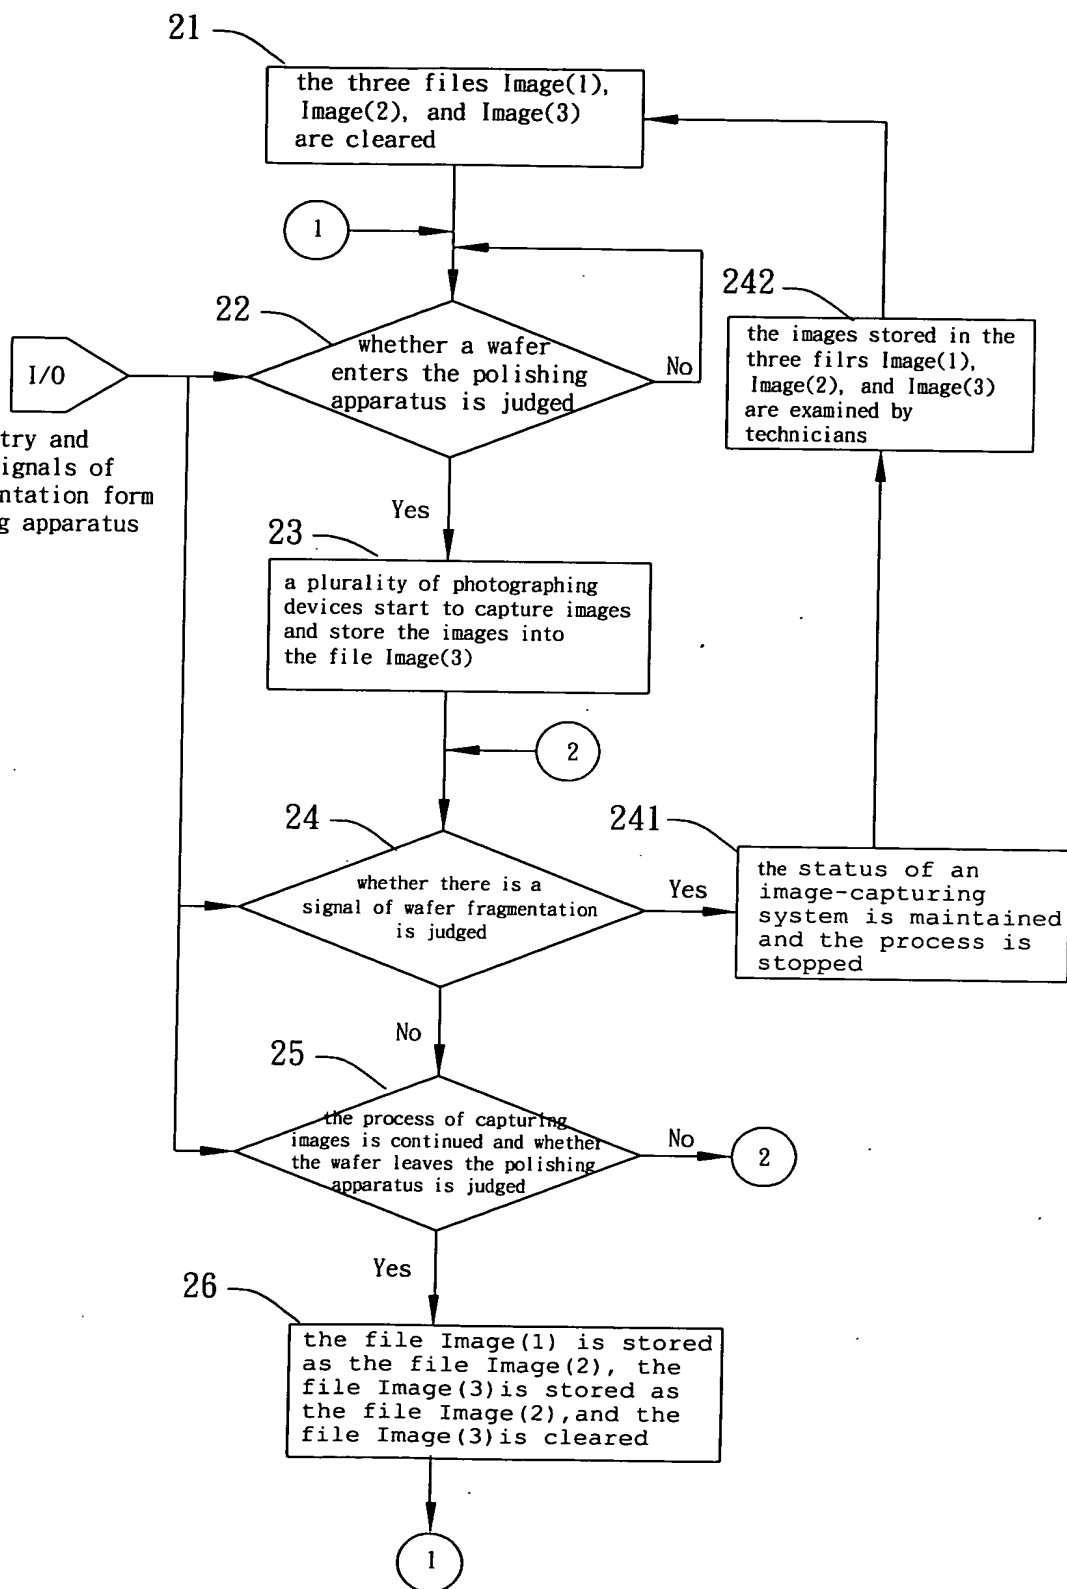 21
the three files Image(1),
Image(2), and Image(3)
are cleared
1
242
22
the images stored in the
three filrs Image(1),
Image(2), and Image(3)
are examined by
technicians
whether a wafer
enters the polishing
apparatus is judged
No
I/O
try and
ignals of
ntation form
g apparatus
Yes
23
a plurality of photographing
devices start to capture images
and store the images into
the file Image(3)
2
24
241
whether there is a
signal of wafer fragmentation
is judged
Yes
the status of an
image-capturing
system is maintained
and the process is
stopped
No
25
the process of capturing
images is continued and whether
the wafer leaves the polishing
apparatus is judged
No
2
Yes
26
the file Image(1) is stored
as the file Image(2), the
file Image(3)is stored as
the file Image(2),and the
file Image(3)is cleared
1